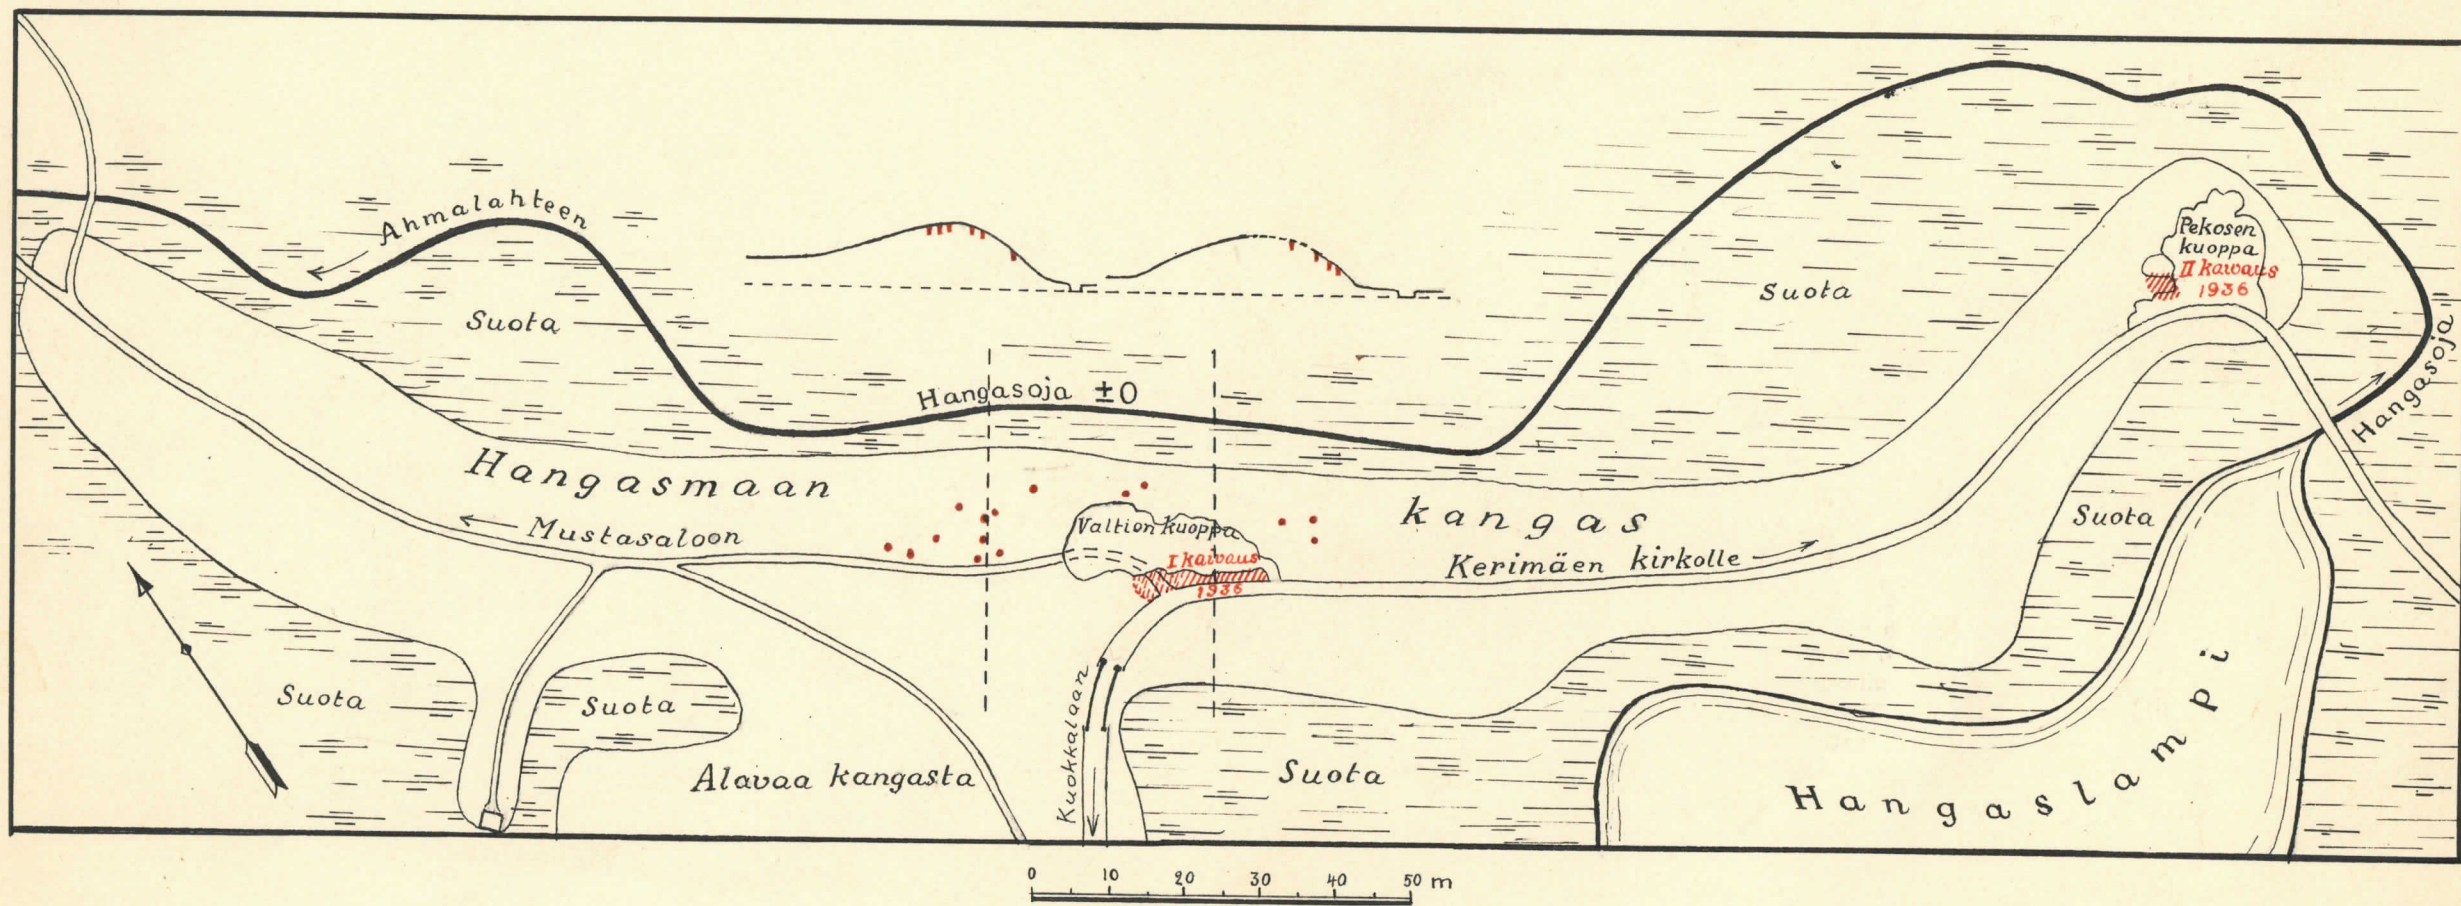 Ahmalahteen
Suota
Suota
Pekosen
kuoppa
II kaivaus
1936
Hangasoja ±0
Hangasoja
Hangasmaan kangas
Mustasaloon
Valtion kuoppa
I kaivaus
1936
Kerimäen kirkolle
Suota
Suota
Suota
Alavaa kangasta
Kuokkalaan
Suota
Hangaslampi
0 10 20 30 40 50 m